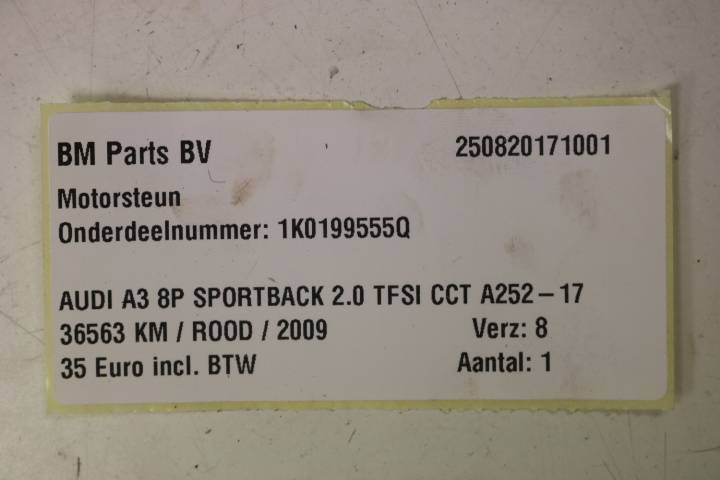 BM Parts BV 250820171001
Motorsteun
Onderdeelnummer: 1K0199555Q
AUDI A3 8P SPORTBACK 2.0 TFSI CCT A252-17
36563 KM / ROOD / 2009 Verz: 8
35 Euro incl. BTW Aantal: 1